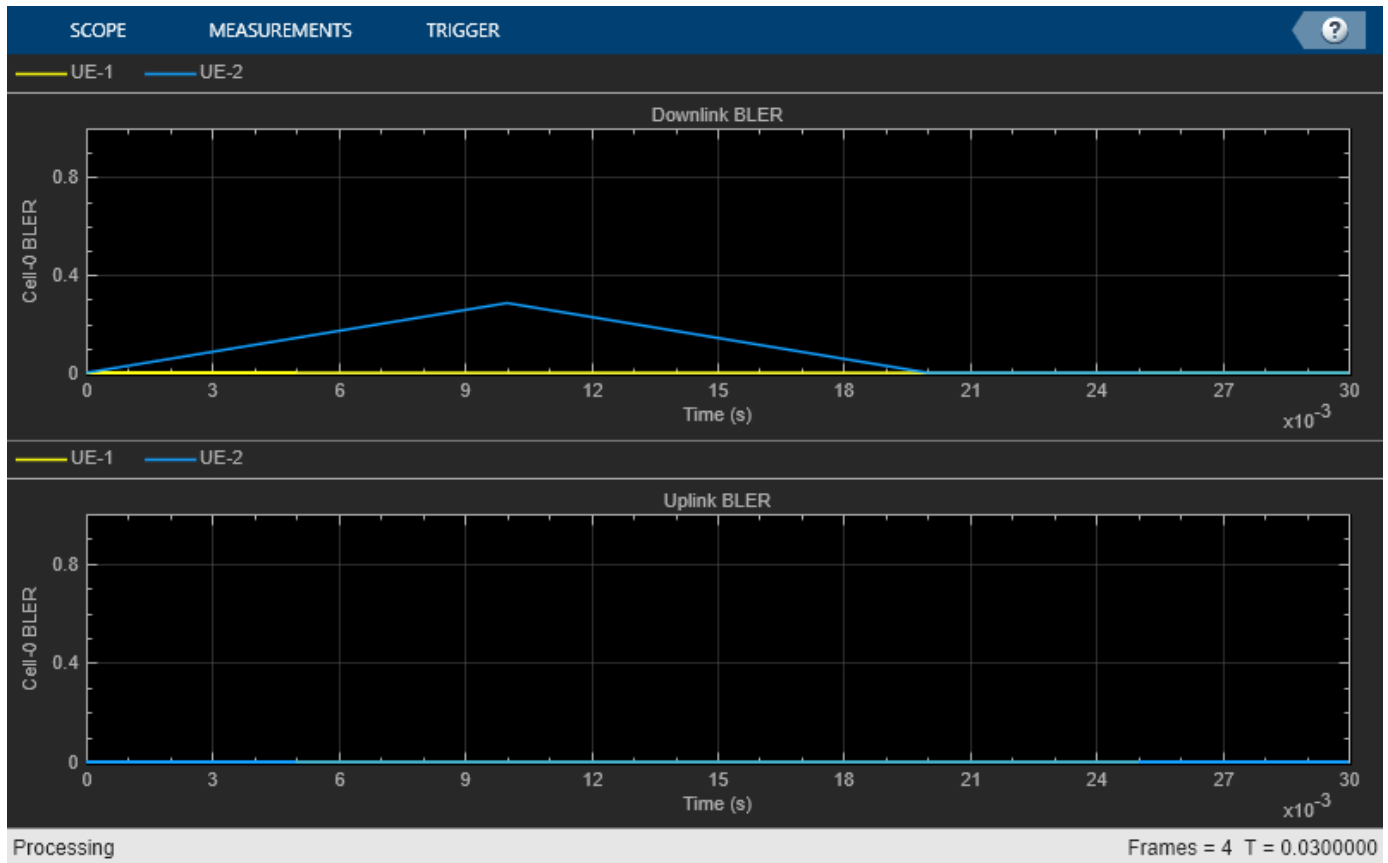 SCOPE MEASUREMENTS TRIGGER ?
UE-1 UE-2
Downlink BLER
Cell-0 BLER
0.8
0.4
0
0 3 6 9 12 15 18 21 24 27 30
Time (s)
x10-3
UE-1 UE-2
Uplink BLER
Cell-0 BLER
0.8
0.4
0
0 3 6 9 12 15 18 21 24 27 30
Time (s)
x10-3
Processing Frames = 4 T = 0.0300000